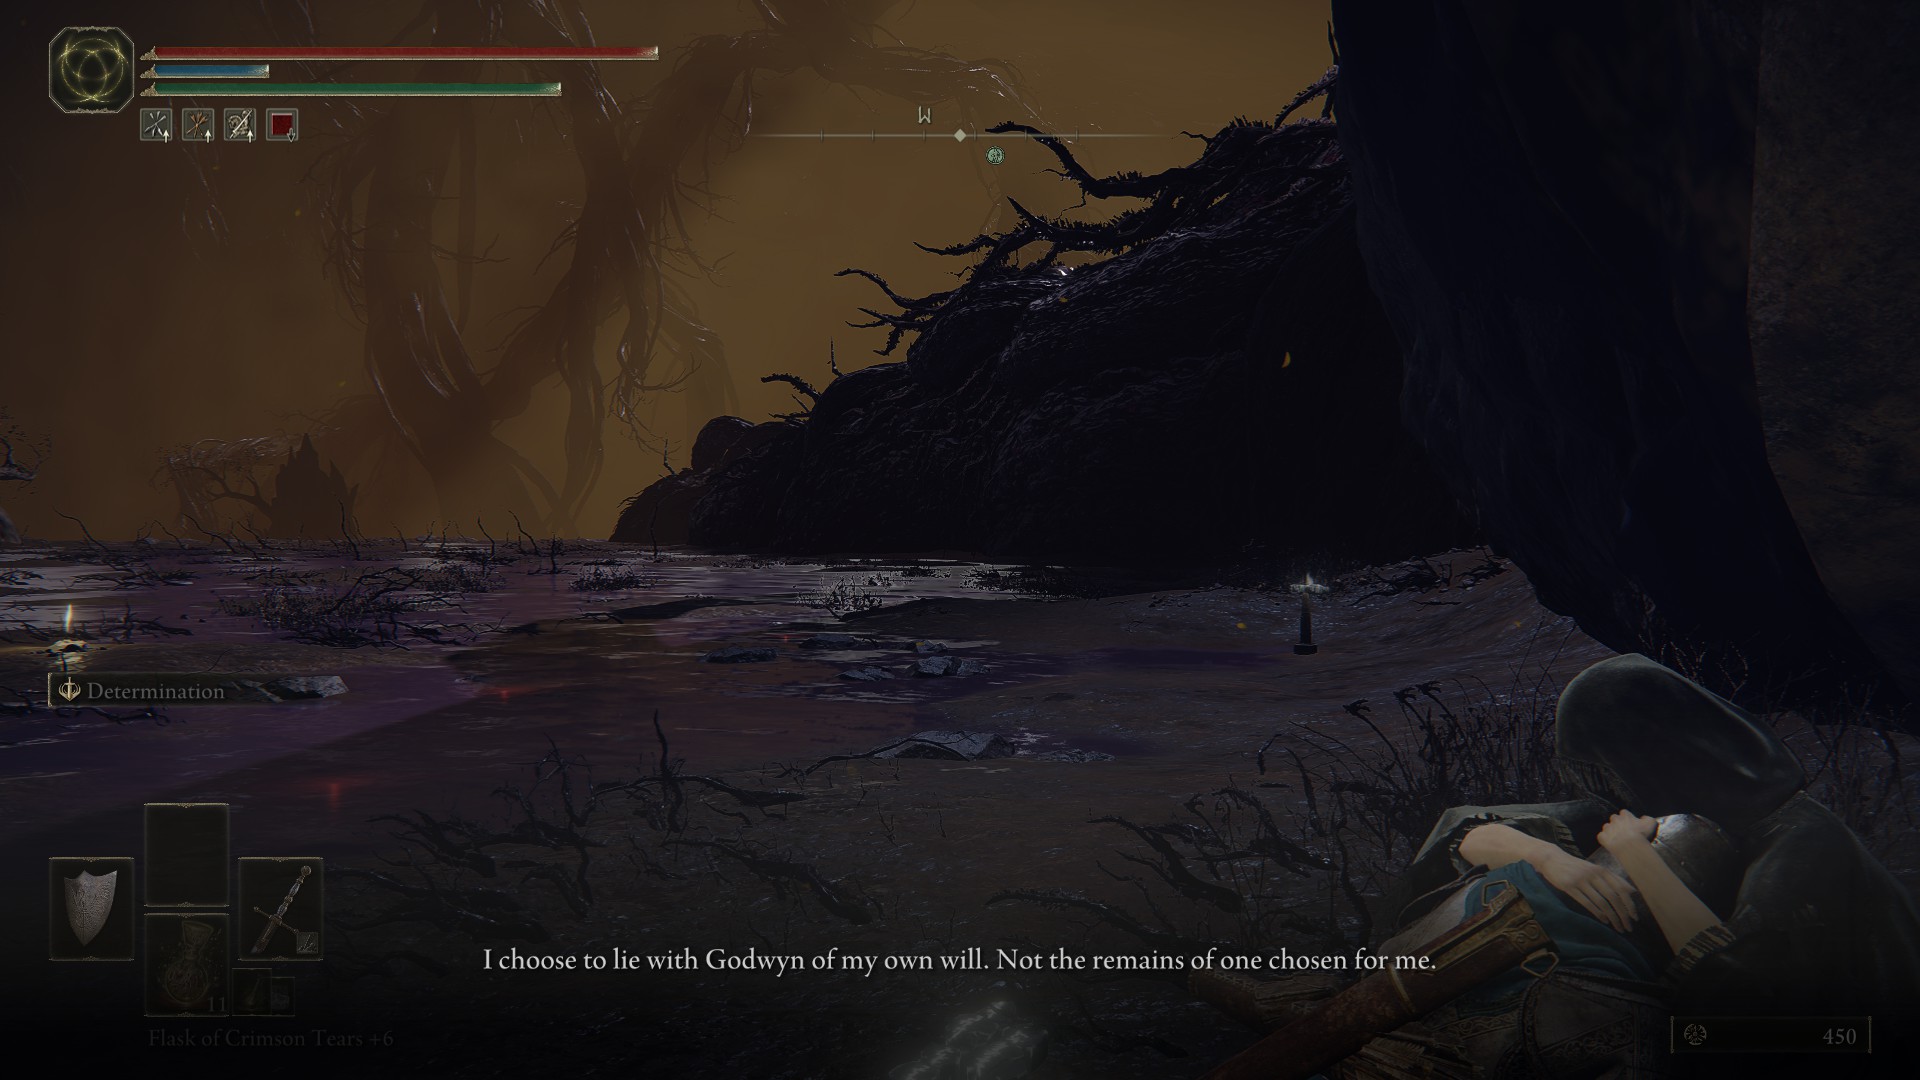 W
Determination
I choose to lie with Godwyn of my own will. Not the remains of one chosen for me.
11
Flask of Crimson Tears +6
450